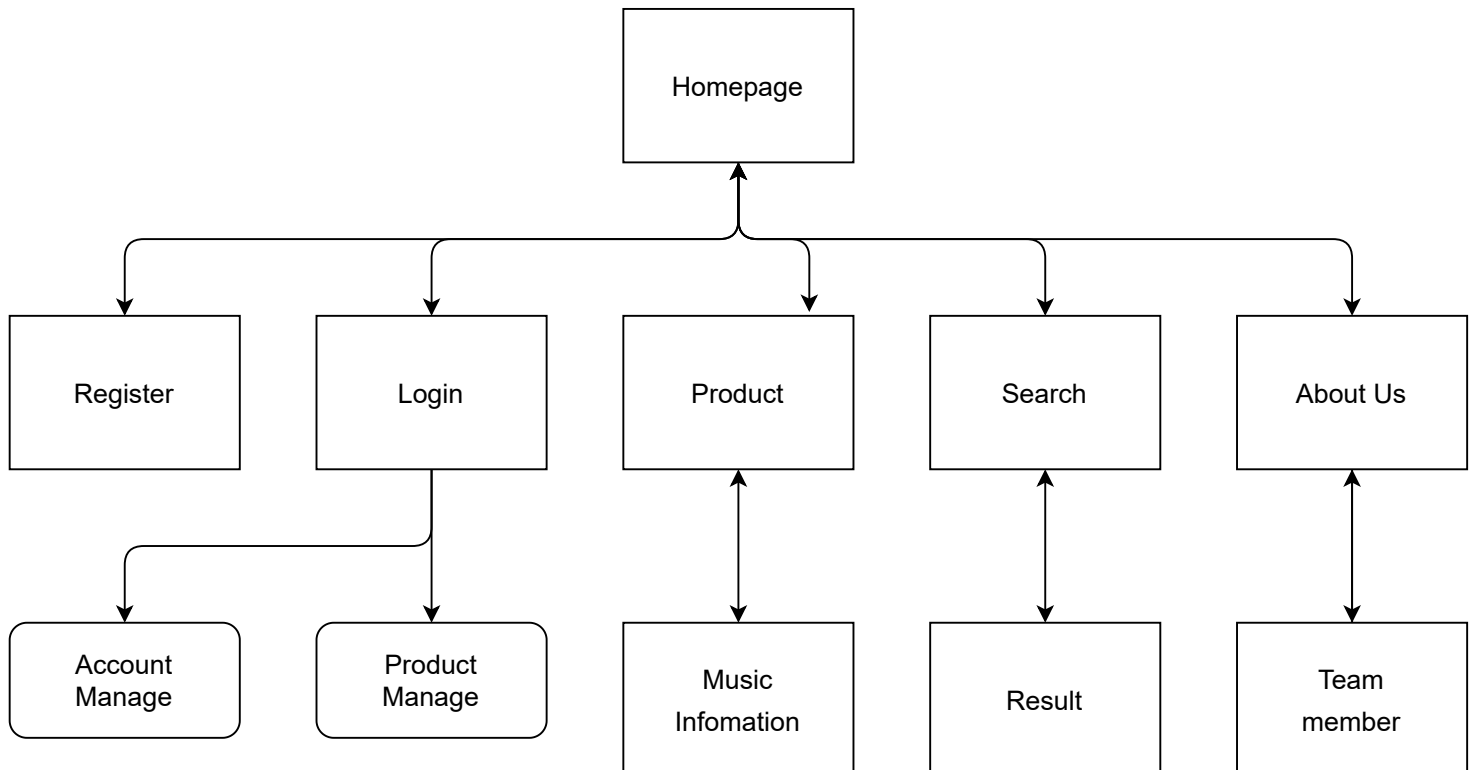 Homepage
Register
Login
Product
Search
About Us
Account
Manage
Product
Manage
Music
Infomation
Result
Team
member